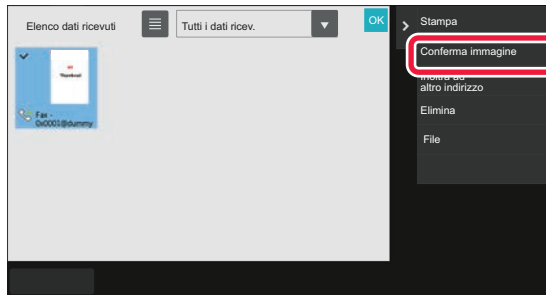 Elenco dati ricevuti
Tutti i dati ricev.
OK
Thumbnail
Fax -
0x0001@dummy
Stampa
Conferma immagine
Inoltra ad
altro indirizzo
Elimina
File